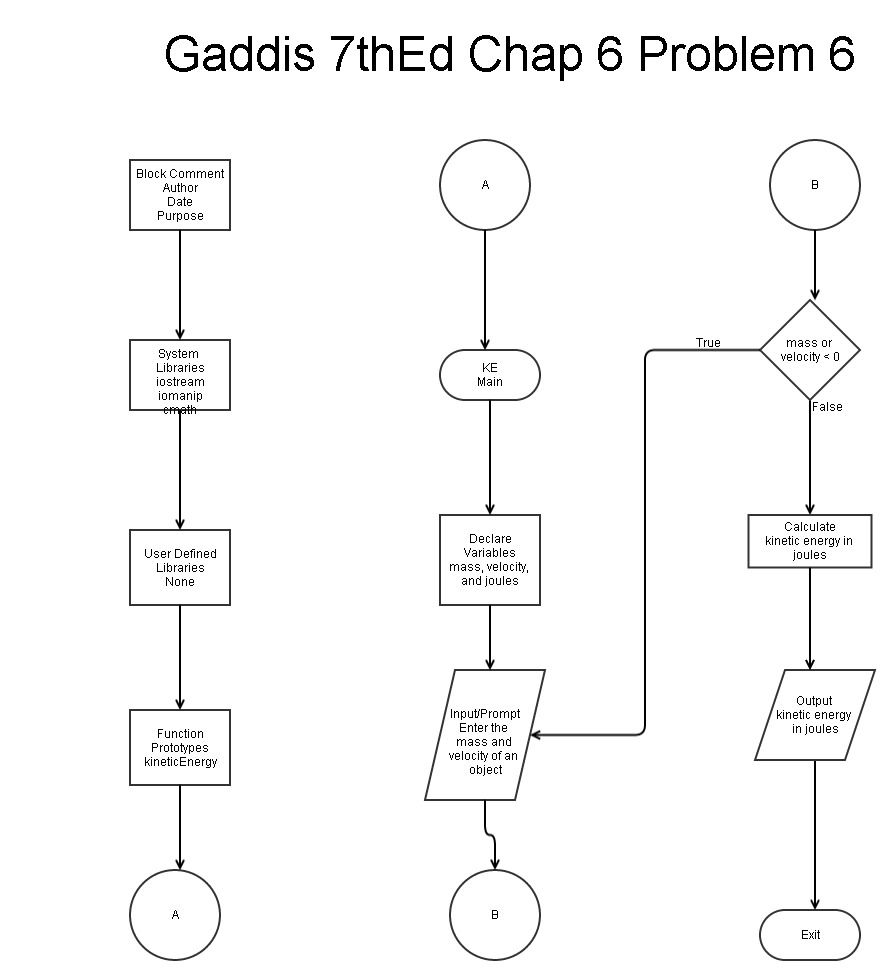 Gaddis 7thEd Chap 6 Problem 6
Block Comment
Author
Date
Purpose
System
Libraries
iostream
iomanip
cmath
User Defined
Libraries
None
Function
Prototypes
kineticEnergy
A
A
KE
Main
Declare
Variables
mass, velocity,
and joules
Input/Prompt
Enter the
mass and
velocity of an
object
B
B
mass or
velocity < 0
True
False
Calculate
kinetic energy in
joules
Output
kinetic energy
in joules
Exit